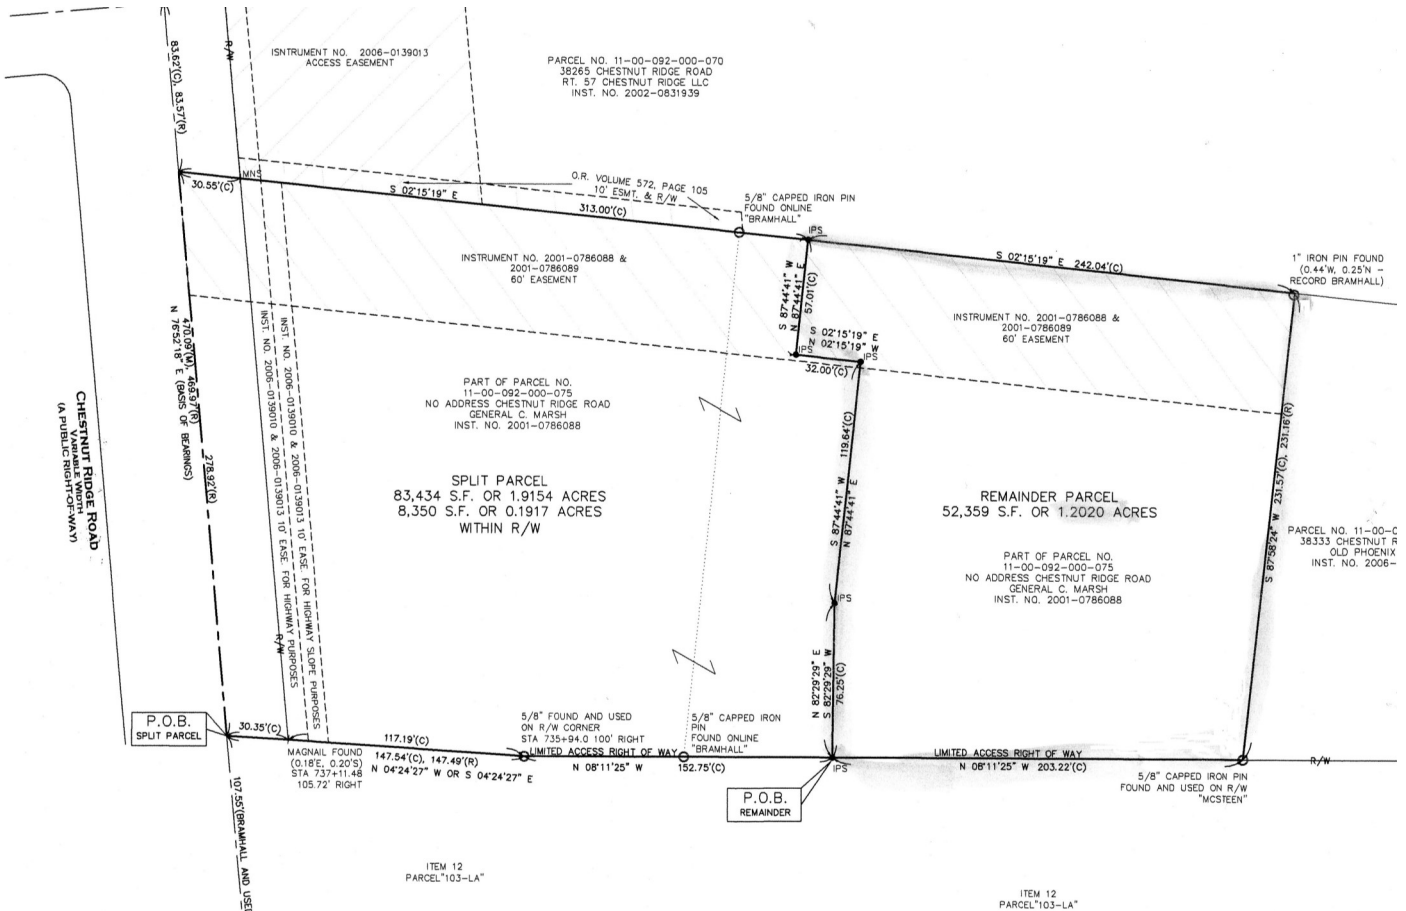 83.62'(C), 83.57'(R)
R/W
ISNTRUMENT NO. 2006-0139013
ACCESS EASEMENT
PARCEL NO. 11-00-092-000-070
38265 CHESTNUT RIDGE ROAD
RT. 57 CHESTNUT RIDGE LLC
INST. NO. 2002-0831939
30.55'(C)
MNS
S 02°15'19" E
313.00'(C)
O.R. VOLUME 572, PAGE 105
10' ESMT. & R/W
5/8" CAPPED IRON PIN
FOUND ONLINE
"BRAMHALL"
IPS
S 02°15'19" E 242.04'(C)
1" IRON PIN FOUND
(0.44'W, 0.25'N -
RECORD BRAMHALL)
INSTRUMENT NO. 2001-0786088 &
2001-0786089
60' EASEMENT
S 87°44'41" W
N 87°44'41" E
57.01'(C)
S 02°15'19" E
N 02°15'19" W
IPS
IPS
32.00'(C)
INSTRUMENT NO. 2001-0786088 &
2001-0786089
60' EASEMENT
470.09'(M), 469.97'(R)
N 76°52'18" E (BASIS OF BEARINGS)
278.92'(R)
CHESTNUT RIDGE ROAD
VARIABLE WIDTH
(A PUBLIC RIGHT-OF-WAY)
INST. NO. 2006-0139010 & 2006-0139013 10' EASE. FOR HIGHWAY SLOPE PURPOSES
INST. NO. 2006-0139010 & 2006-0139013 10' EASE. FOR HIGHWAY PURPOSES
R/W
PART OF PARCEL NO.
11-00-092-000-075
NO ADDRESS CHESTNUT RIDGE ROAD
GENERAL C. MARSH
INST. NO. 2001-0786088
SPLIT PARCEL
83,434 S.F. OR 1.9154 ACRES
8,350 S.F. OR 0.1917 ACRES
WITHIN R/W
119.64'(C)
S 87°44'41" W
N 87°44'41" E
IPS
REMAINDER PARCEL
52,359 S.F. OR 1.2020 ACRES
PART OF PARCEL NO.
11-00-092-000-075
NO ADDRESS CHESTNUT RIDGE ROAD
GENERAL C. MARSH
INST. NO. 2001-0786088
S 87°58'24" W 231.57'(C), 231.16'(R)
PARCEL NO. 11-00-0
38333 CHESTNUT R
OLD PHOENIX
INST. NO. 2006-
N 82°29'29" E
S 82°29'29" W
76.25'(C)
P.O.B.
SPLIT PARCEL
30.35'(C)
MAGNAIL FOUND
(0.18'E, 0.20'S)
STA 737+11.48
105.72' RIGHT
117.19'(C)
147.54'(C), 147.49'(R)
N 04°24'27" W OR S 04°24'27" E
5/8" FOUND AND USED
ON R/W CORNER
STA 735+94.0 100' RIGHT
LIMITED ACCESS RIGHT OF WAY
N 08°11'25" W
152.75'(C)
5/8" CAPPED IRON
PIN
FOUND ONLINE
"BRAMHALL"
IPS
P.O.B.
REMAINDER
LIMITED ACCESS RIGHT OF WAY
N 08°11'25" W 203.22'(C)
5/8" CAPPED IRON PIN
FOUND AND USED ON R/W
"MCSTEEN"
R/W
107.55'(BRAMHALL AND USED
ITEM 12
PARCEL"103-LA"
ITEM 12
PARCEL"103-LA"